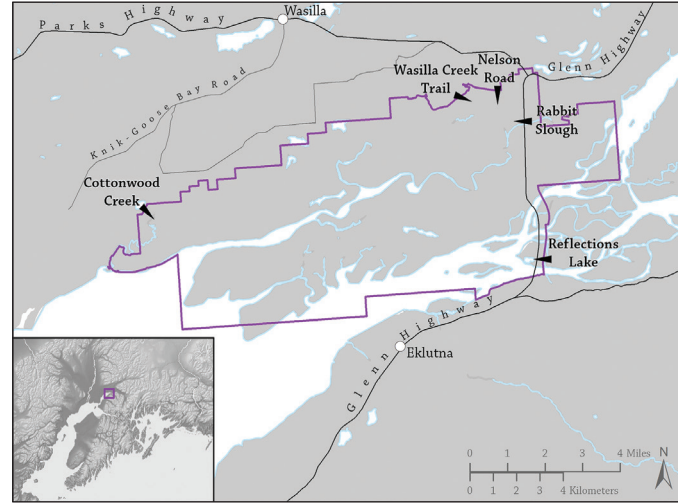 Parks Highway
Wasilla
Glenn Highway
Nelson
Road
Wasilla Creek
Trail
Knik-Goose Bay Road
Rabbit
Slough
Cottonwood
Creek
Reflections
Lake
Glenn Highway
Eklutna
0 1 2 3 4 Miles
0 1 2 3 4 Kilometers
N